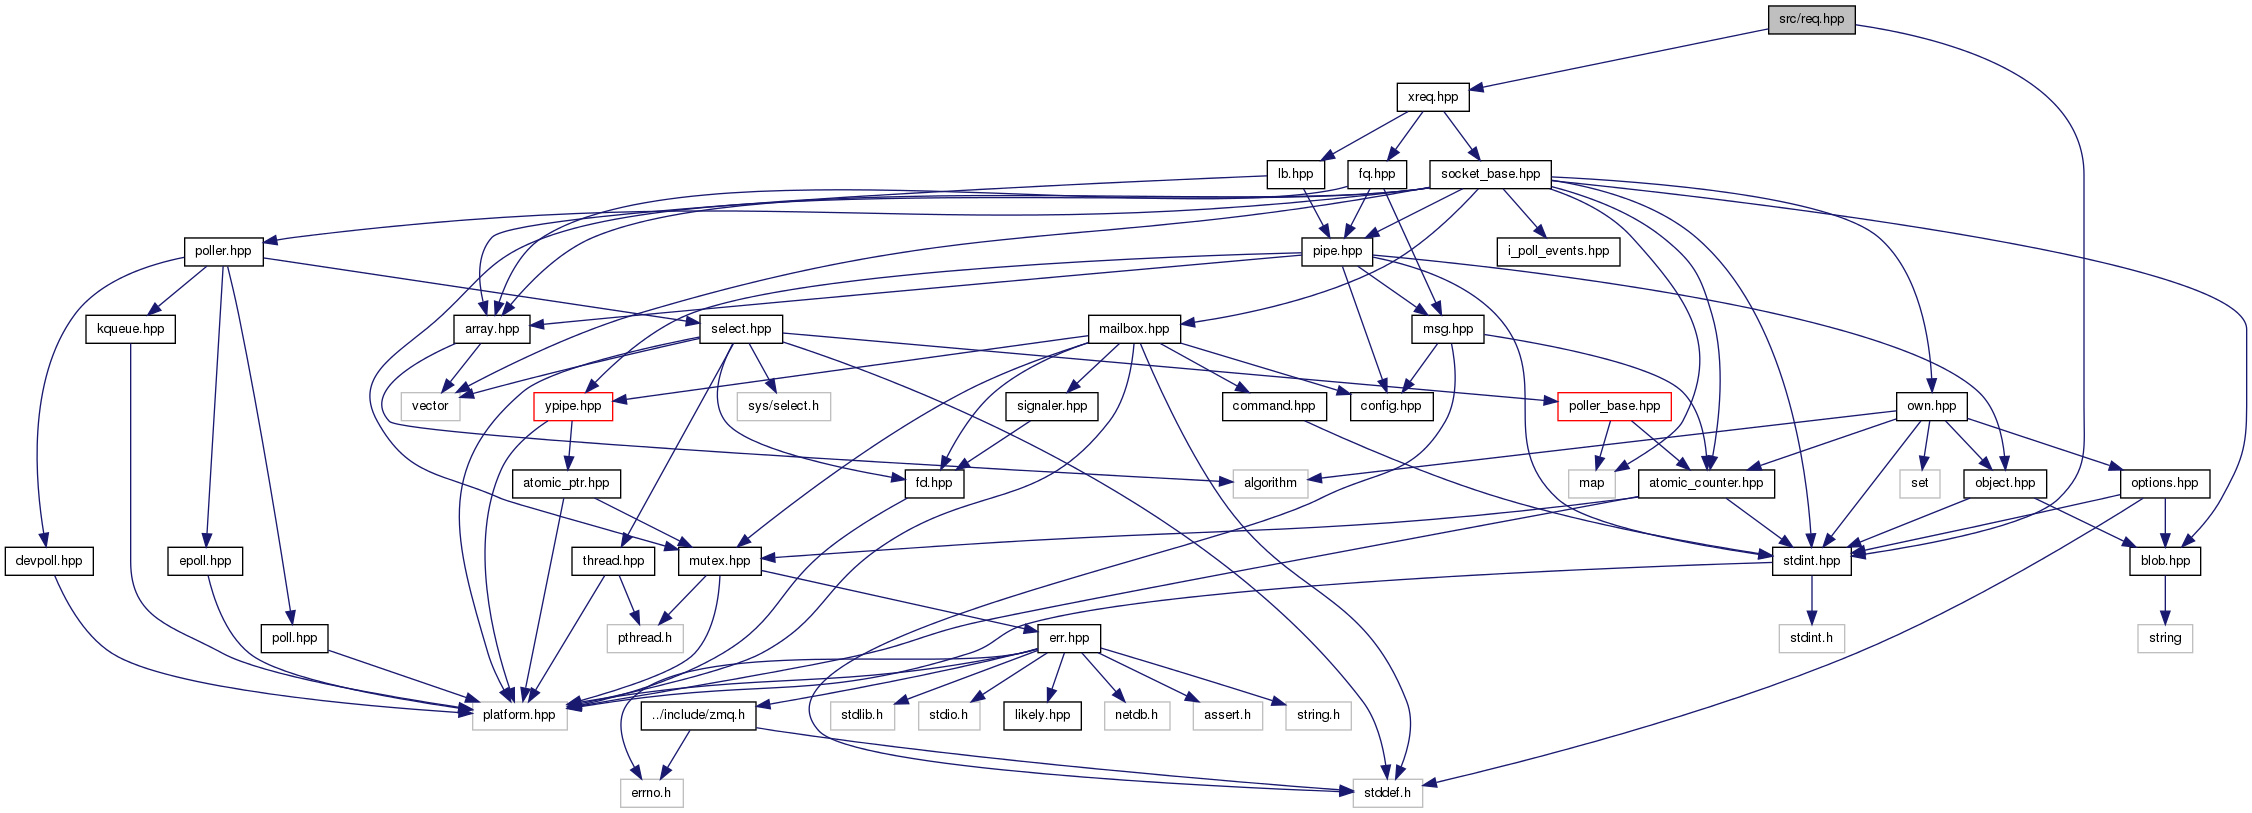 src/req.hpp
xreq.hpp
lb.hpp
fq.hpp
socket_base.hpp
poller.hpp
pipe.hpp
i_poll_events.hpp
kqueue.hpp
array.hpp
select.hpp
mailbox.hpp
msg.hpp
vector
ypipe.hpp
sys/select.h
signaler.hpp
command.hpp
config.hpp
poller_base.hpp
own.hpp
atomic_ptr.hpp
fd.hpp
algorithm
map
atomic_counter.hpp
set
object.hpp
options.hpp
devpoll.hpp
epoll.hpp
thread.hpp
mutex.hpp
stdint.hpp
blob.hpp
poll.hpp
pthread.h
err.hpp
stdint.h
string
platform.hpp
../include/zmq.h
stdlib.h
stdio.h
likely.hpp
netdb.h
assert.h
string.h
errno.h
stddef.h